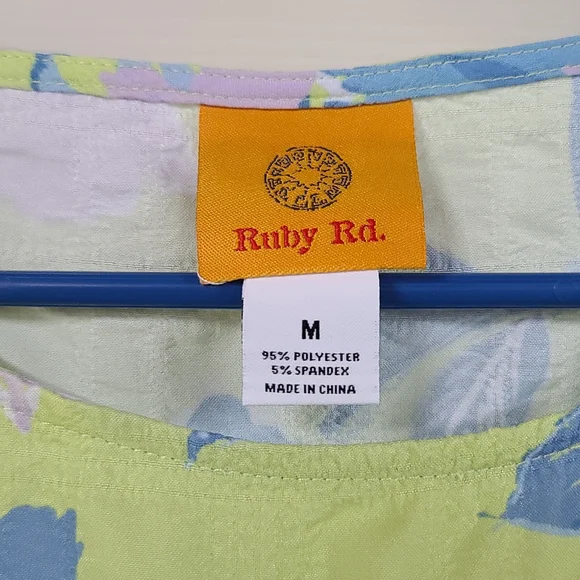 Ruby Rd.
M
95% POLYESTER
5% SPANDEX
MADE IN CHINA